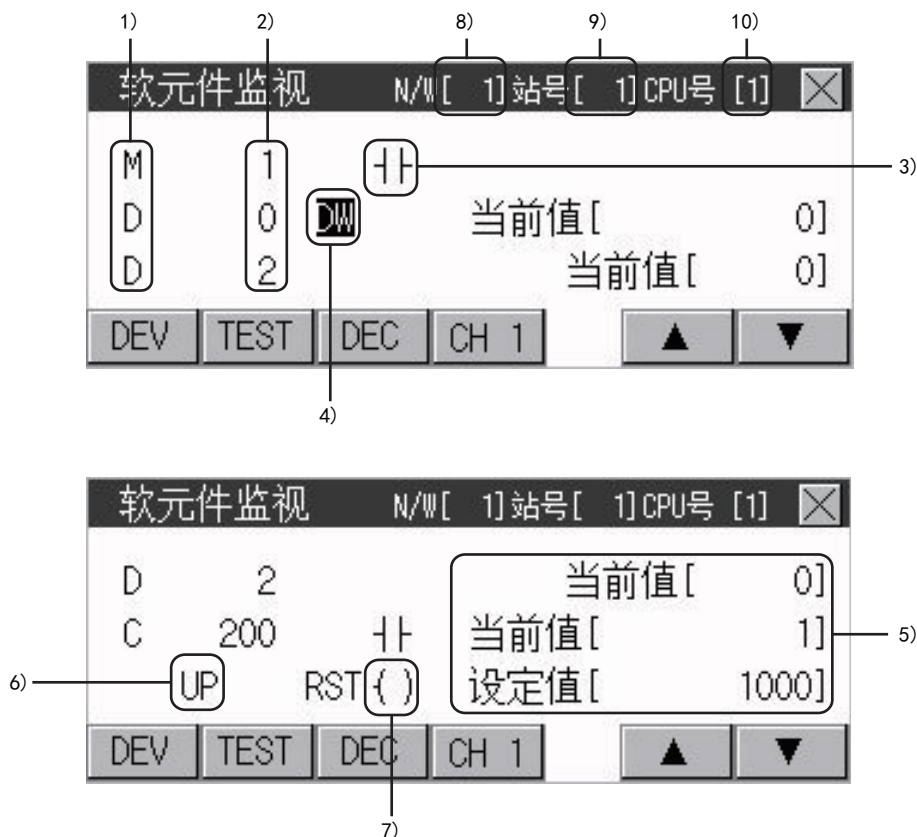 1) 2) 8) 9) 10)
软元件监视 N/W[ 1]站号[ 1]CPU号 [1]
M 1 ┤├ 3)
D 0 DW 当前值[ 0]
D 2 当前值[ 0]
DEV TEST DEC CH 1 ▲ ▼
4)
软元件监视 N/W[ 1]站号[ 1]CPU号 [1]
D 2 当前值[ 0]
C 200 ┤├ 当前值[ 1] 5)
6) UP RST( ) 设定值[ 1000]
DEV TEST DEC CH 1 ▲ ▼
7)